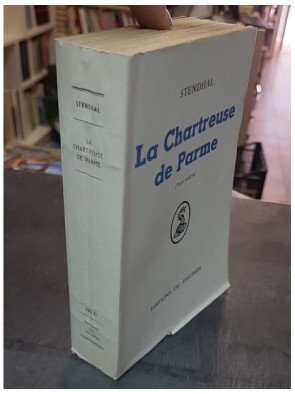 STENDHAL
LA
CHARTREUSE
DE PARME
STENDHAL
La Chartreuse
de Parme
EDITIONS DU DAUPHIN